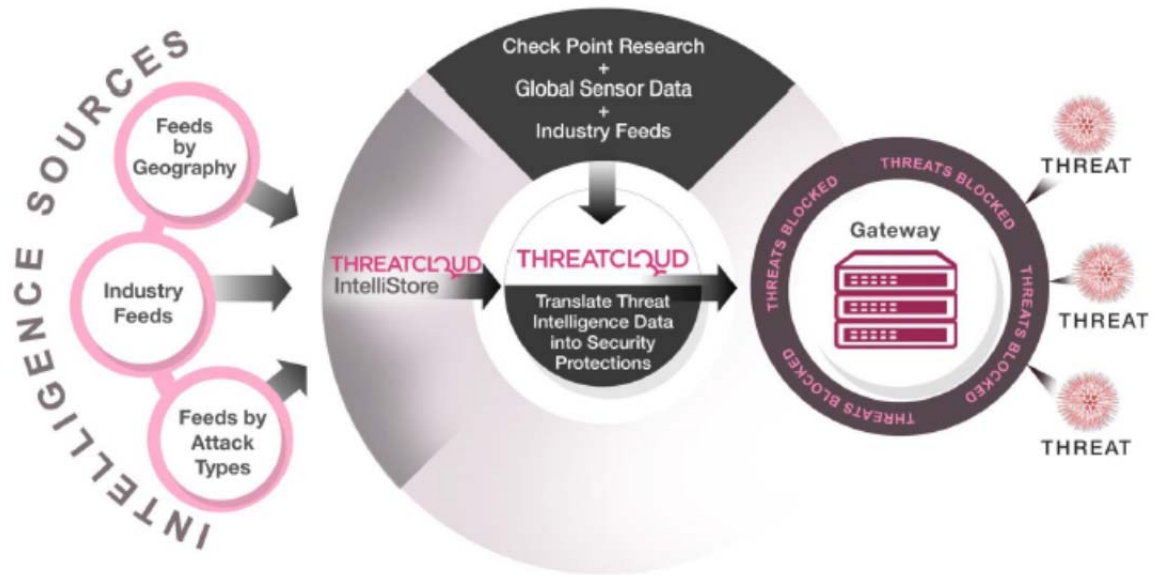 INTELLIGENCE SOURCES
Feeds
by
Geography
Industry
Feeds
Feeds by
Attack
Types
THREATCLOUD
IntelliStore
Check Point Research
+
Global Sensor Data
+
Industry Feeds
THREATCLOUD
Translate Threat
Intelligence Data
into Security
Protections
THREATS BLOCKED
THREATS BLOCKED
THREATS BLOCKED
THREATS BLOCKED
THREATS BLOCKED
Gateway
THREAT
THREAT
THREAT